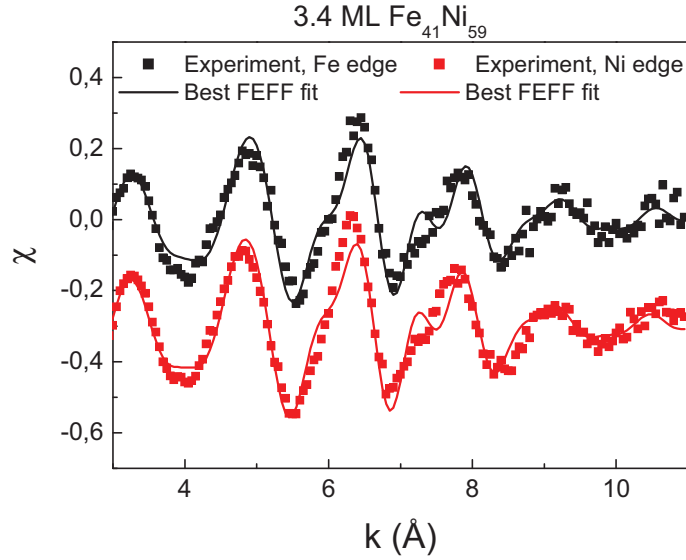 3.4 ML Fe41Ni59
Experiment, Fe edge Experiment, Ni edge
Best FEFF fit Best FEFF fit
0,4
0,2
0,0
-0,2
-0,4
-0,6
χ
4 6 8 10
k (Å)